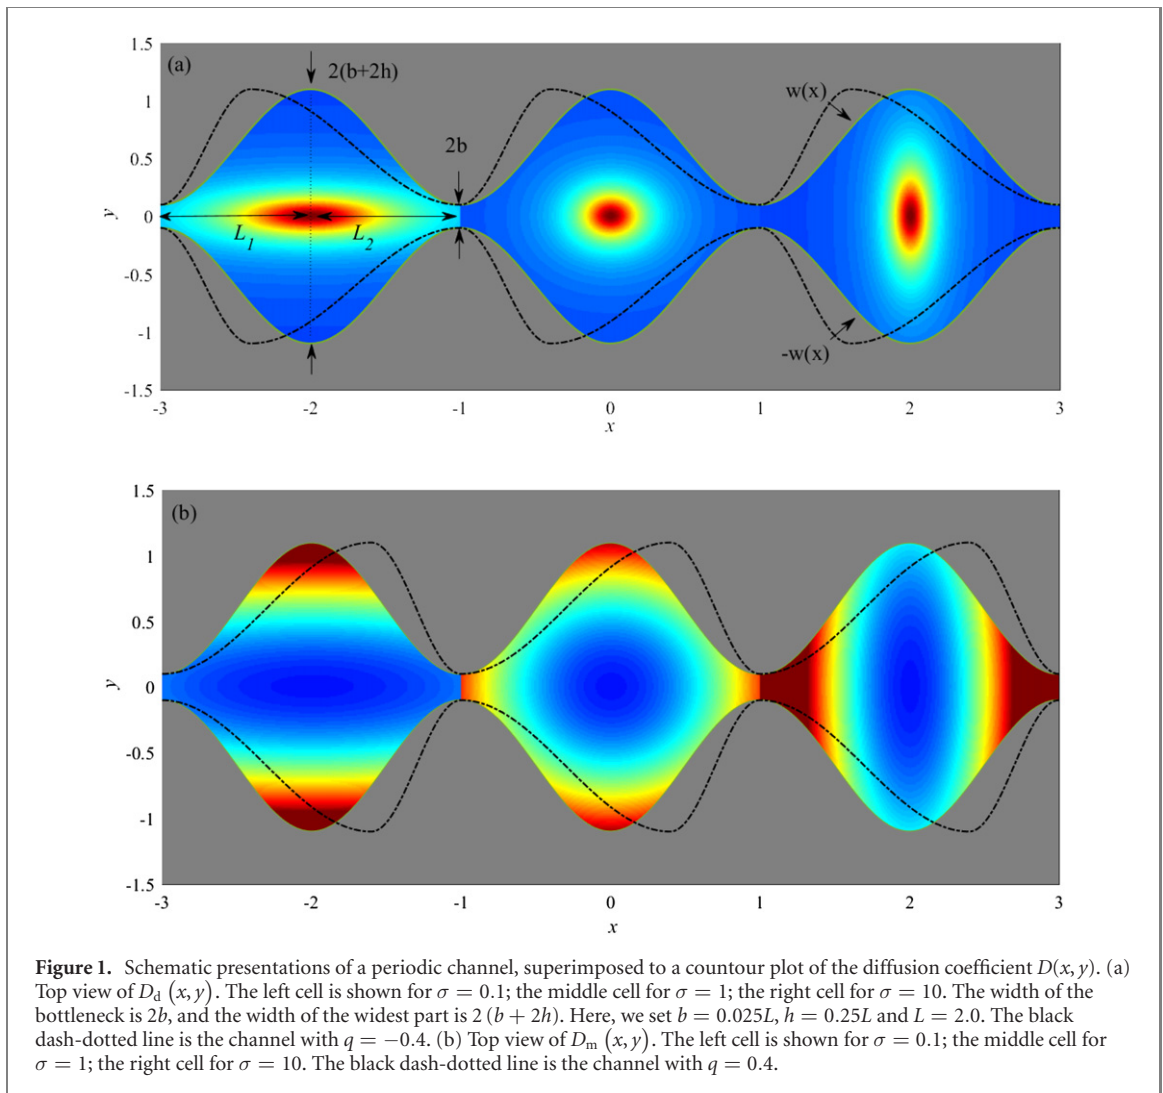 1.5
(a)
2(b+2h)
w(x)
1
2b
0.5
y
0
L1
L2
-0.5
-1
-w(x)
-1.5
-3 -2 -1 0 1 2 3
x
1.5
(b)
1
0.5
y
0
-0.5
-1
-1.5
-3 -2 -1 0 1 2 3
x
Figure 1. Schematic presentations of a periodic channel, superimposed to a countour plot of the diffusion coefficient D(x, y). (a)
Top view of D_d (x, y). The left cell is shown for σ = 0.1; the middle cell for σ = 1; the right cell for σ = 10. The width of the
bottleneck is 2b, and the width of the widest part is 2 (b + 2h). Here, we set b = 0.025L, h = 0.25L and L = 2.0. The black
dash-dotted line is the channel with q = −0.4. (b) Top view of D_m (x, y). The left cell is shown for σ = 0.1; the middle cell for
σ = 1; the right cell for σ = 10. The black dash-dotted line is the channel with q = 0.4.